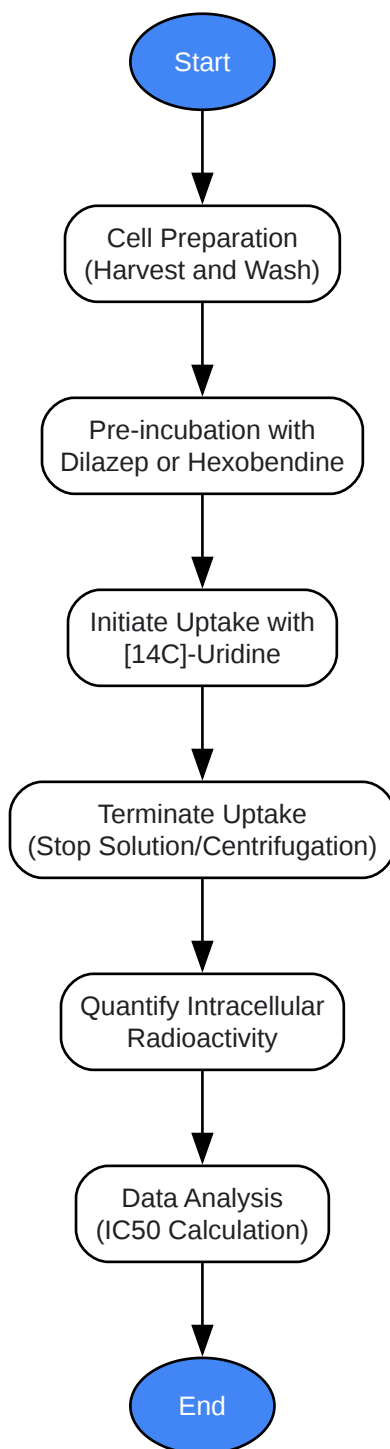 Start
Cell Preparation
(Harvest and Wash)
Pre-incubation with
Dilazep or Hexobendine
Initiate Uptake with
[14C]-Uridine
Terminate Uptake
(Stop Solution/Centrifugation)
Quantify Intracellular
Radioactivity
Data Analysis
(IC50 Calculation)
End